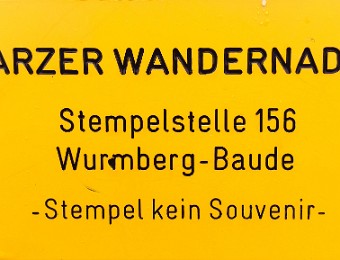 ARZER WANDERNAD
Stempelstelle 156
Wurmberg-Baude
-Stempel kein Souvenir-